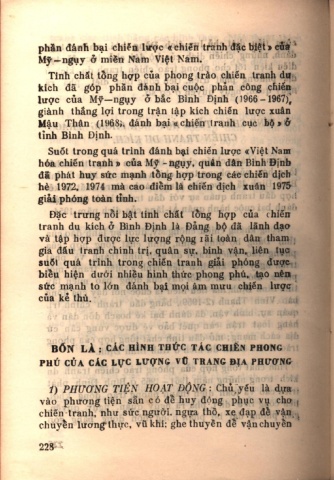 phần đánh bại chiến lược «chiến tranh đặc biệt» của
Mỹ-ngụy ở miền Nam Việt Nam.
Tính chất tổng hợp của phong trào chiến tranh du
kích đã góp phần đánh bại cuộc phản công chiến
lược của Mỹ—ngụy ở bắc Bình Định (1966-1967),
giành thắng lợi trong trận tập kích chiến lược xuân
Mậu Thân (1968, đánh bại «chiến tranh cục bộ» ở
tỉnh Bình Định.
Suốt trong quá trình đánh bại chiến lược «Việt Nam
hóa chiến tranh» của Mỹ - ngụy, quân dân Bình Định
đã phát huy sức mạnh tổng hợp trong các chiến dịch
hè 1972, 1974 mà cao điểm là chiến dịch xuân 1975
giải phóng toàn tỉnh.
Đặc trưng nổi bật tính chất tổng hợp của chiến
tranh du kích ở Bình Định là Đảng bộ đã lãnh đạo
và tập hợp được lực lượng rộng rãi toàn dân tham
gia đấu tranh chính trị, quân sự, binh vận, liên tục
suốt quá trình trong chiến tranh giải phóng được
biểu hiện dưới nhiều hình thức phong phú, tạo nên
sức mạnh to lớn đánh bại mọi âm mưu chiến lược
của kẻ thù.
BỐN LÀ : CÁC HÌNH THỨC TÁC CHIẾN PHONG
PHÚ CỦA CÁC LỰC LƯỢNG VŨ TRANG ĐỊA PHƯƠNG
1) PHƯƠNG TIỆN HOẠT ĐỘNG : Chủ yếu là dựa
vào phương tiện sẵn có để huy động phục vụ cho
chiến tranh, như sức người, ngựa thồ, xe đạp để vận
chuyển lương thực, vũ khí; ghe thuyền để vận chuyển
228